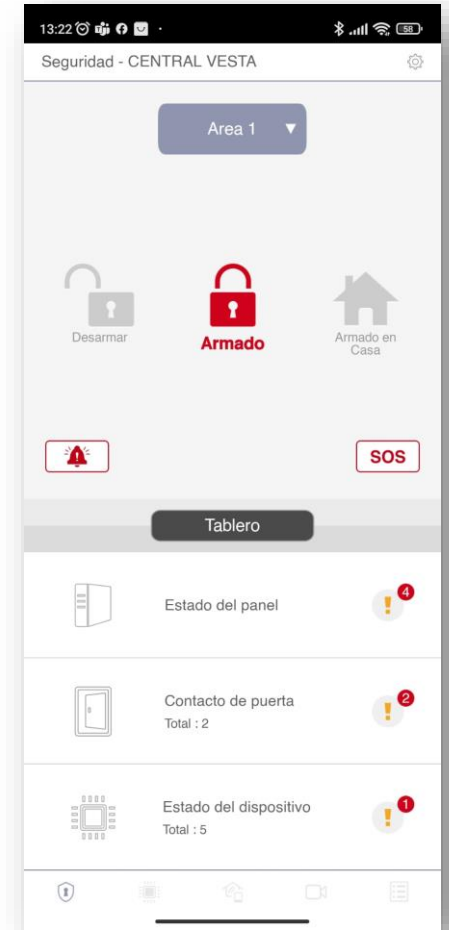 13:22
58
Seguridad - CENTRAL VESTA
Area 1
Desarmar
Armado
Armado en
Casa
SOS
Tablero
Estado del panel
4
Contacto de puerta
Total : 2
2
Estado del dispositivo
Total : 5
1